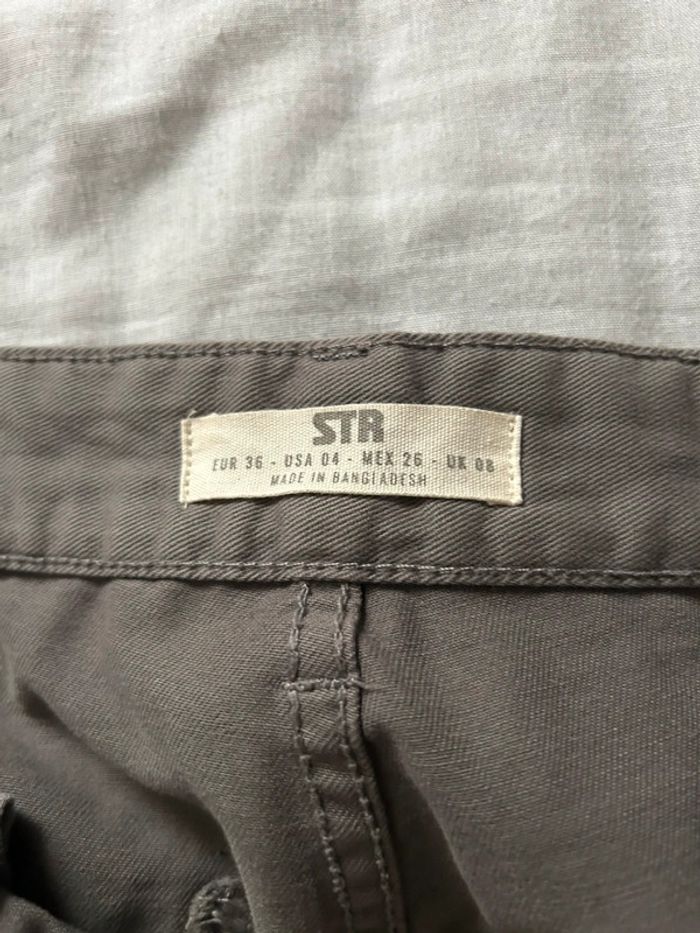 STR
EUR 36 - USA 04 - MEX 26 - UK 08
MADE IN BANGLADESH